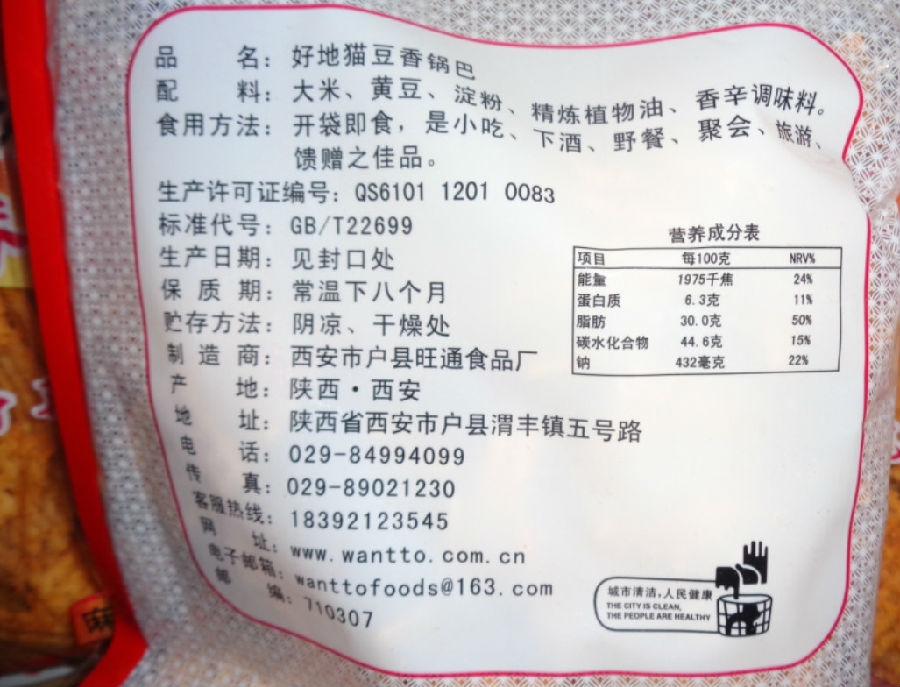 品名：好地猫豆香锅巴
配料：大米、黄豆、淀粉、精炼植物油、香辛调味料。
食用方法：开袋即食，是小吃、下酒、野餐、聚会、旅游、
馈赠之佳品。
生产许可证编号：QS6101 1201 0083
标准代号：GB/T22699
生产日期：见封口处
保质期：常温下八个月
贮存方法：阴凉、干燥处
制造商：西安市户县旺通食品厂
产地：陕西·西安
地址：陕西省西安市户县渭丰镇五号路
电话：029-84994099
传真：029-89021230
客服热线：18392123545
网址：www.wantto.com.cn
电子邮箱：wanttofoods@163.com
邮编：710307
营养成分表
项目 每100克 NRV%
能量 1975千焦 24%
蛋白质 6.3克 11%
脂肪 30.0克 50%
碳水化合物 44.6克 15%
钠 432毫克 22%
城市清洁，人民健康
THE CITY IS CLEAN,
THE PEOPLE ARE HEALTHY
麻